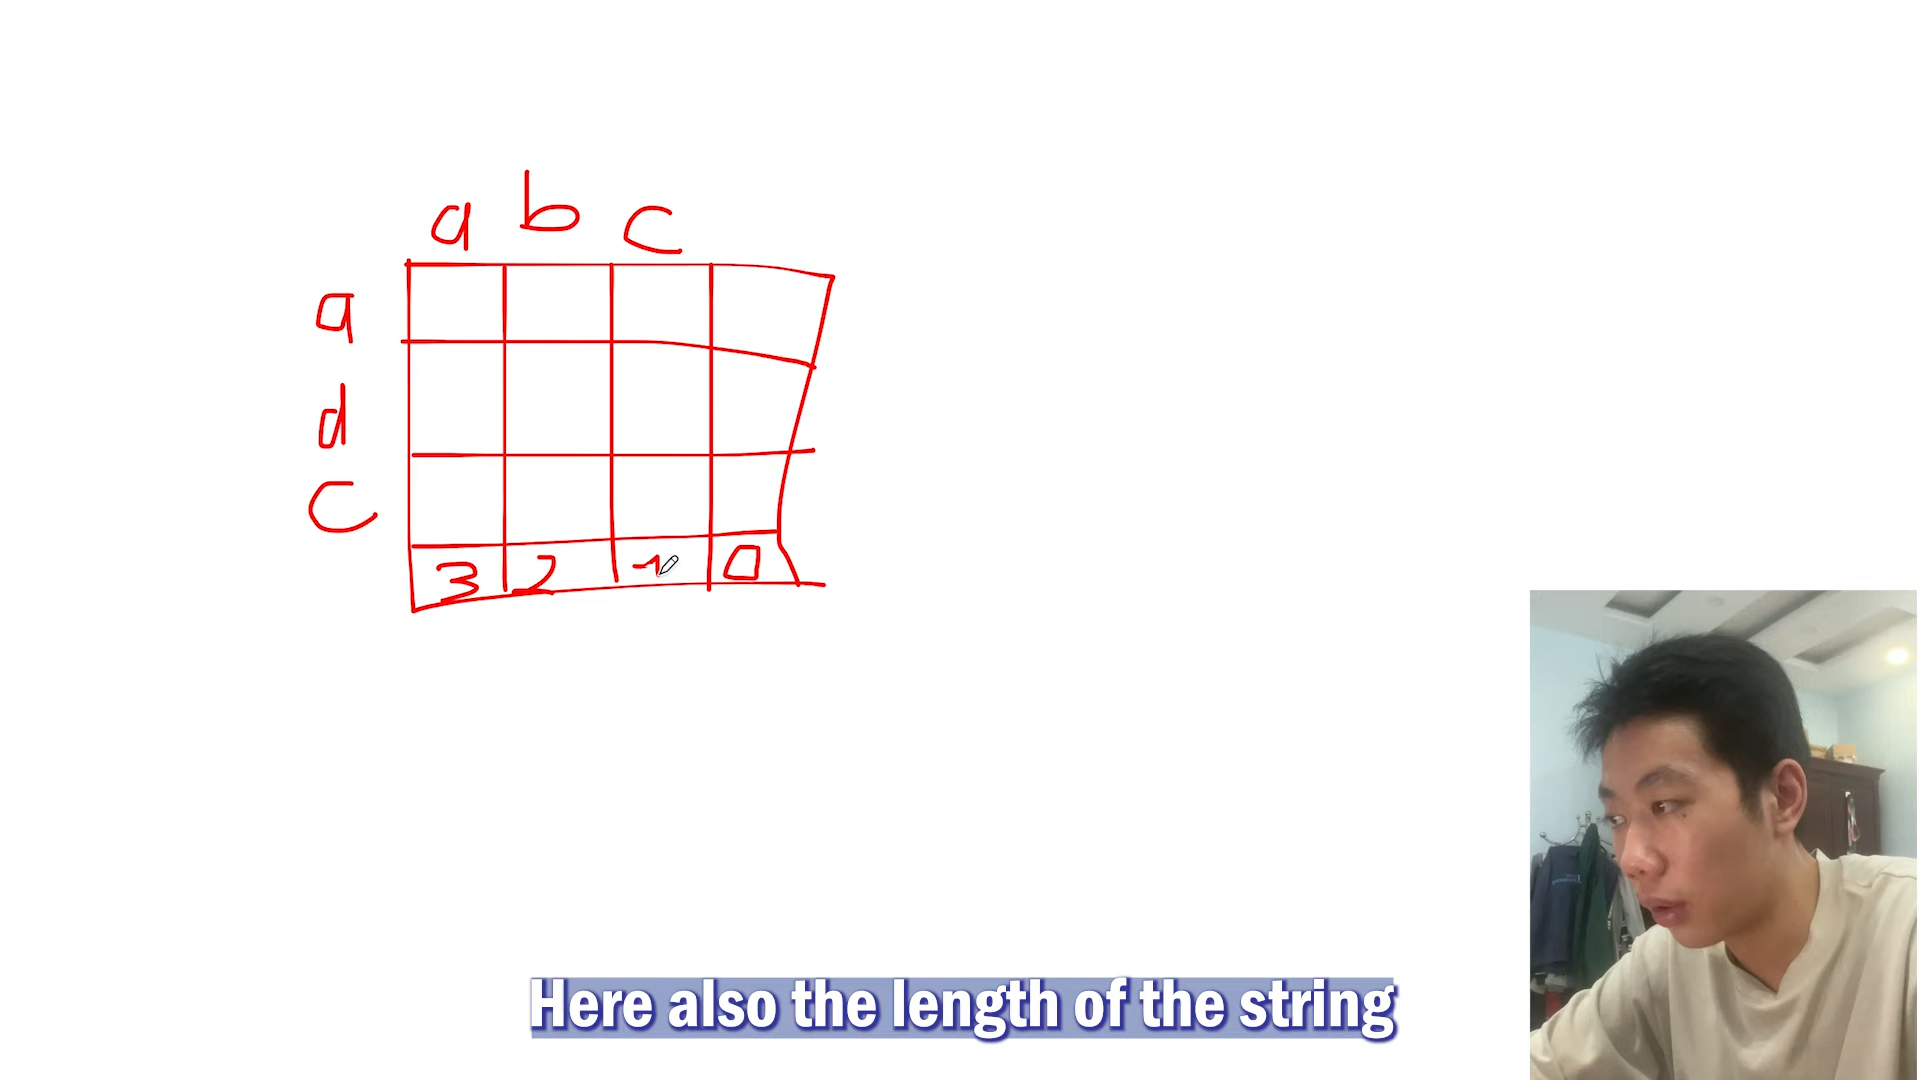 a b c
a
d
c
3 2 1 0
Here also the length of the string